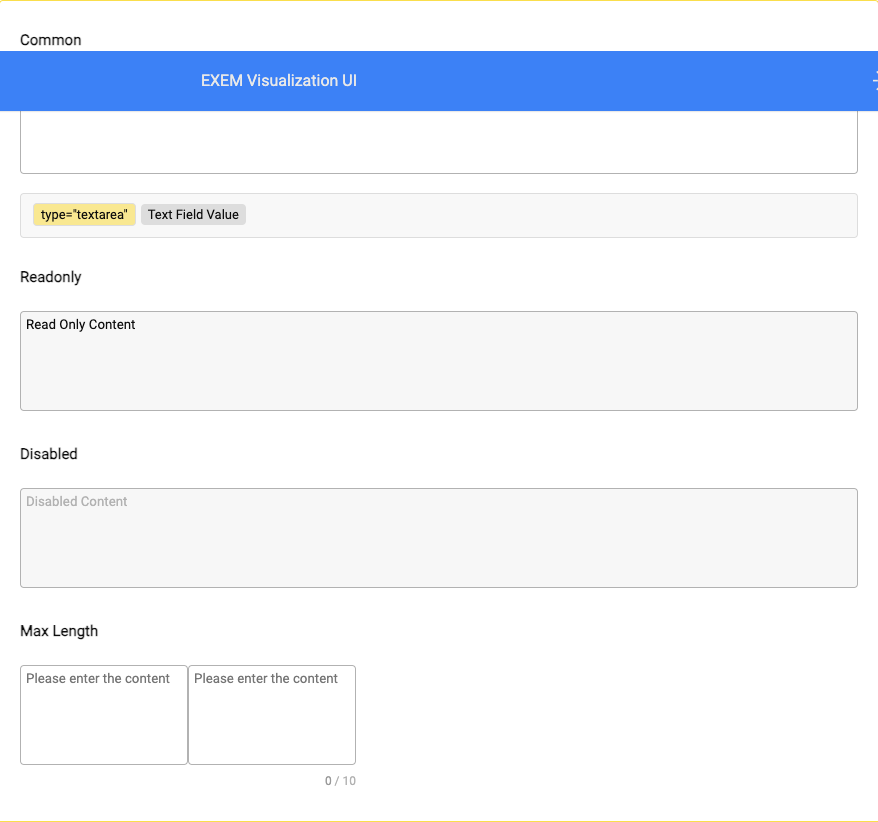 Common
EXEM Visualization UI
type="textarea" Text Field Value
Readonly
Read Only Content
Disabled
Disabled Content
Max Length
Please enter the content Please enter the content
0 / 10